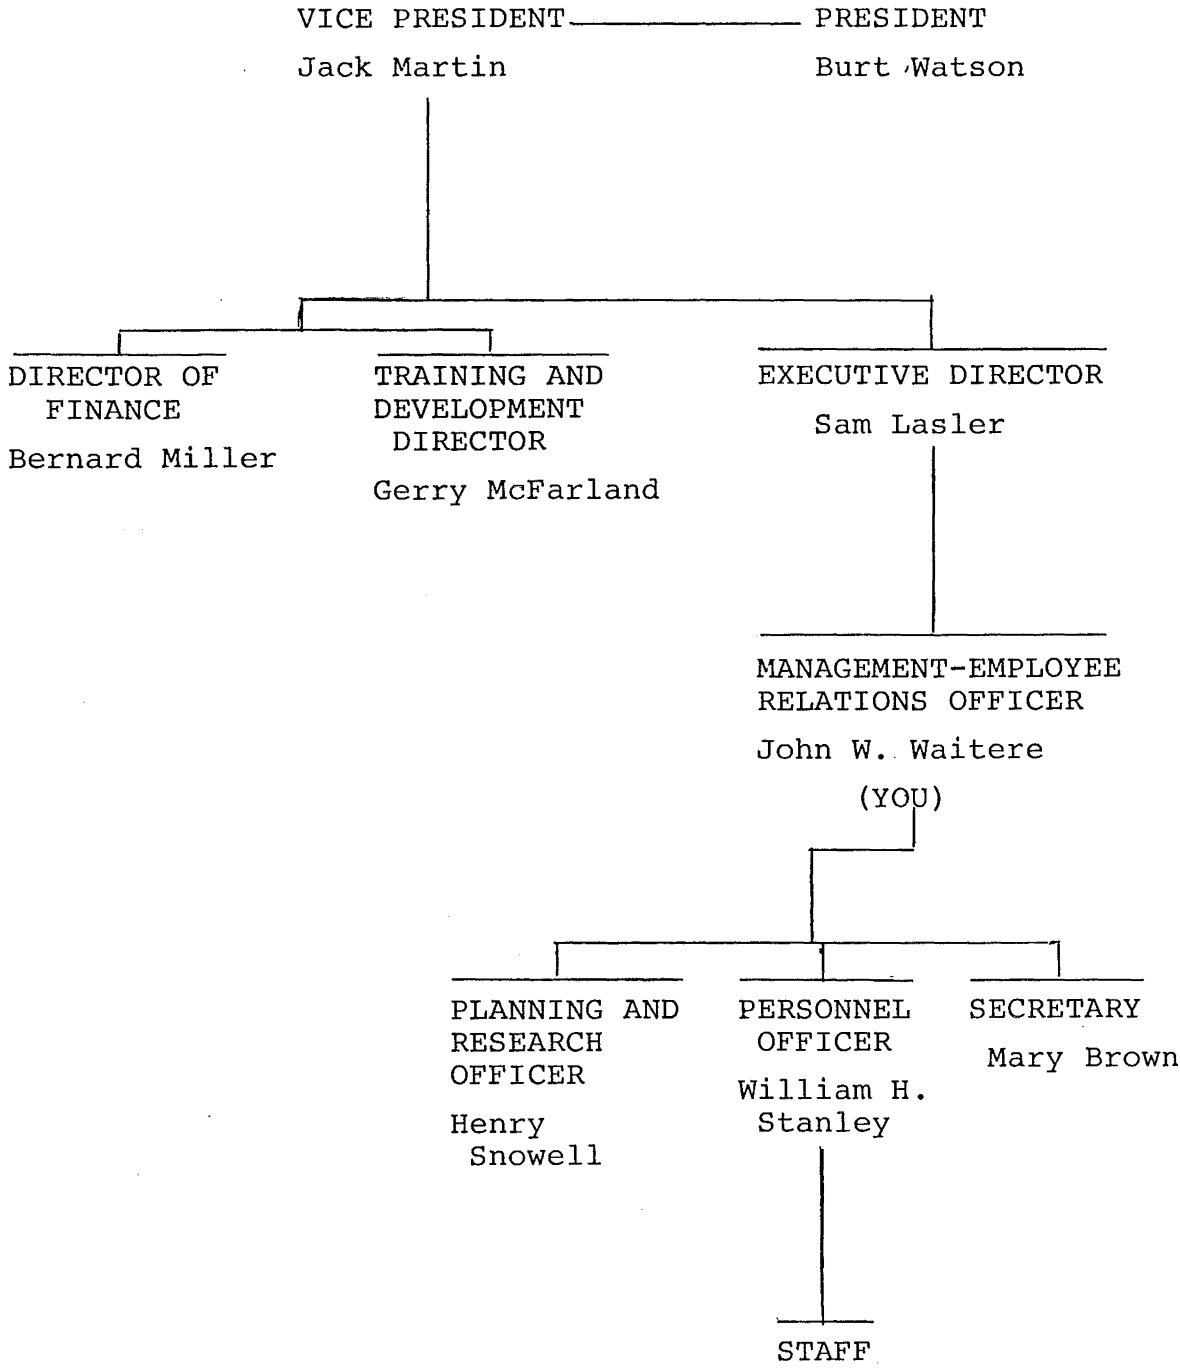 VICE PRESIDENT
Jack Martin
PRESIDENT
Burt Watson
DIRECTOR OF
FINANCE
Bernard Miller
TRAINING AND
DEVELOPMENT
DIRECTOR
Gerry McFarland
EXECUTIVE DIRECTOR
Sam Lasler
MANAGEMENT-EMPLOYEE
RELATIONS OFFICER
John W. Waitere
(YOU)
PLANNING AND
RESEARCH
OFFICER
Henry
Snowell
PERSONNEL
OFFICER
William H.
Stanley
SECRETARY
Mary Brown
STAFF